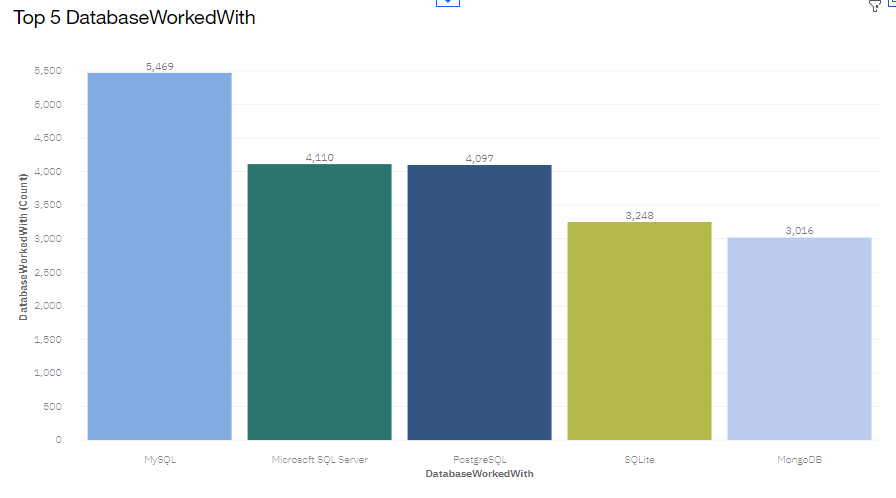 Top 5 DatabaseWorkedWith
DatabaseWorkedWith (Count)
5,500
5,000
4,500
4,000
3,500
3,000
2,500
2,000
1,500
1,000
500
0
5,469
4,110
4,097
3,248
3,016
MySQL
Microsoft SQL Server
PostgreSQL
SQLite
MongoDB
DatabaseWorkedWith